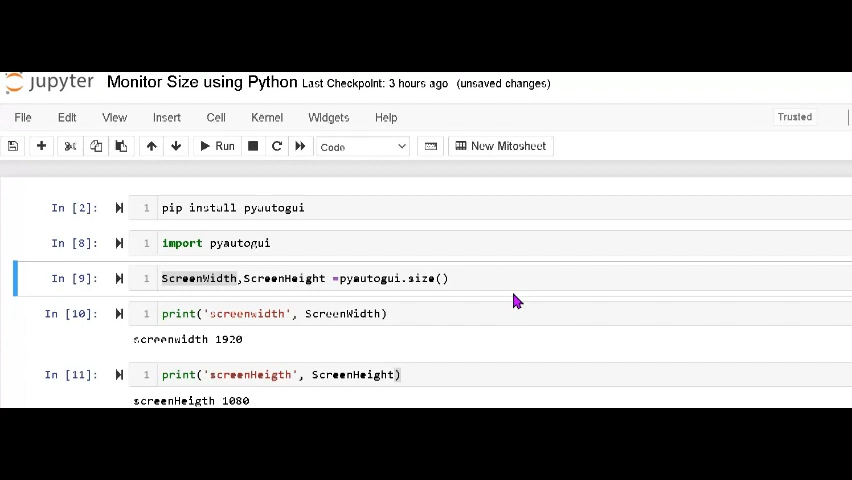 jupyter Monitor Size using Python Last Checkpoint: 3 hours ago (unsaved changes)
File Edit View Insert Cell Kernel Widgets Help Trusted
Run Code New Mitosheet
In [2]: 1 pip install pyautogui
In [8]: 1 import pyautogui
In [9]: 1 ScreenWidth,ScreenHeight =pyautogui.size()
In [10]: 1 print('screenwidth', ScreenWidth)
screenwidth 1920
In [11]: 1 print('screenHeigth', ScreenHeight)
screenHeigth 1080